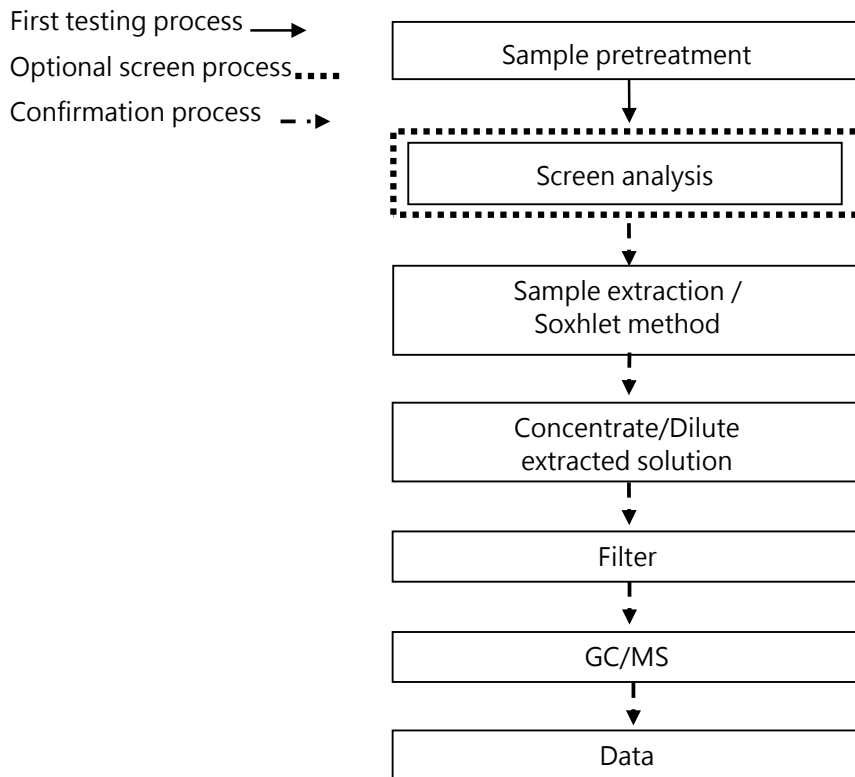 First testing process
Optional screen process
Confirmation process
Sample pretreatment
Screen analysis
Sample extraction /
Soxhlet method
Concentrate/Dilute
extracted solution
Filter
GC/MS
Data